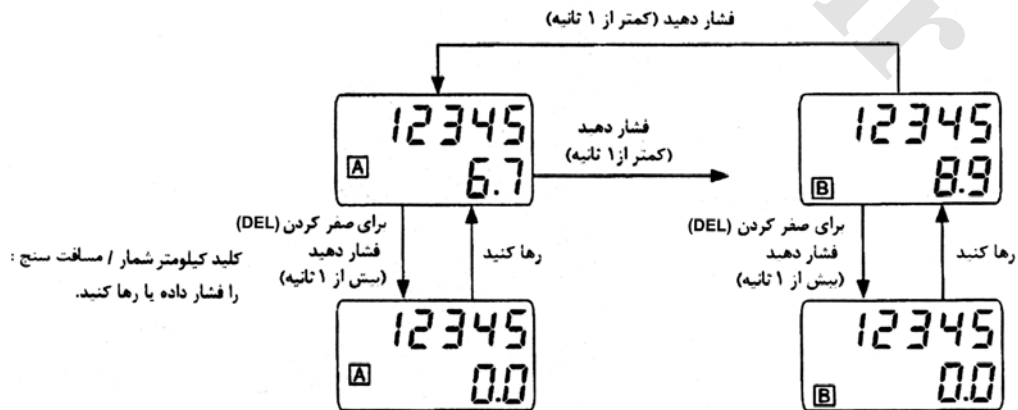 فشار دهید (کمتر از ۱ ثانیه)
12345
A 6.7
فشار دهید
(کمتر از ۱ ثانیه)
12345
B 8.9
برای صفر کردن (DEL)
فشار دهید
(بیش از ۱ ثانیه)
رها کنید
برای صفر کردن (DEL)
فشار دهید
(بیش از ۱ ثانیه)
رها کنید
کلید کیلومتر شمار / مسافت سنج :
را فشار داده یا رها کنید.
12345
A 0.0
12345
B 0.0